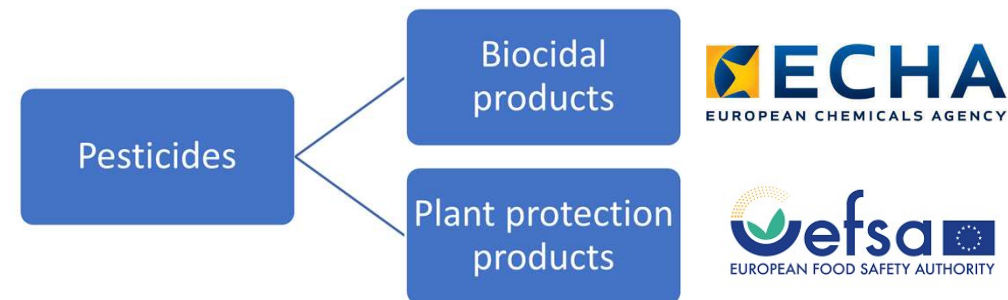 Pesticides
Biocidal
products
ECHA
EUROPEAN CHEMICALS AGENCY
Plant protection
products
efsa
EUROPEAN FOOD SAFETY AUTHORITY